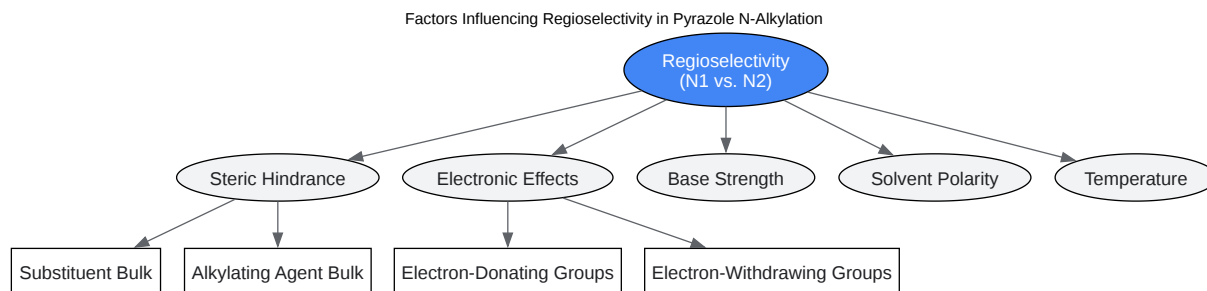 Factors Influencing Regioselectivity in Pyrazole N-Alkylation
Regioselectivity
(N1 vs. N2)
Steric Hindrance
Electronic Effects
Base Strength
Solvent Polarity
Temperature
Substituent Bulk
Alkylating Agent Bulk
Electron-Donating Groups
Electron-Withdrawing Groups